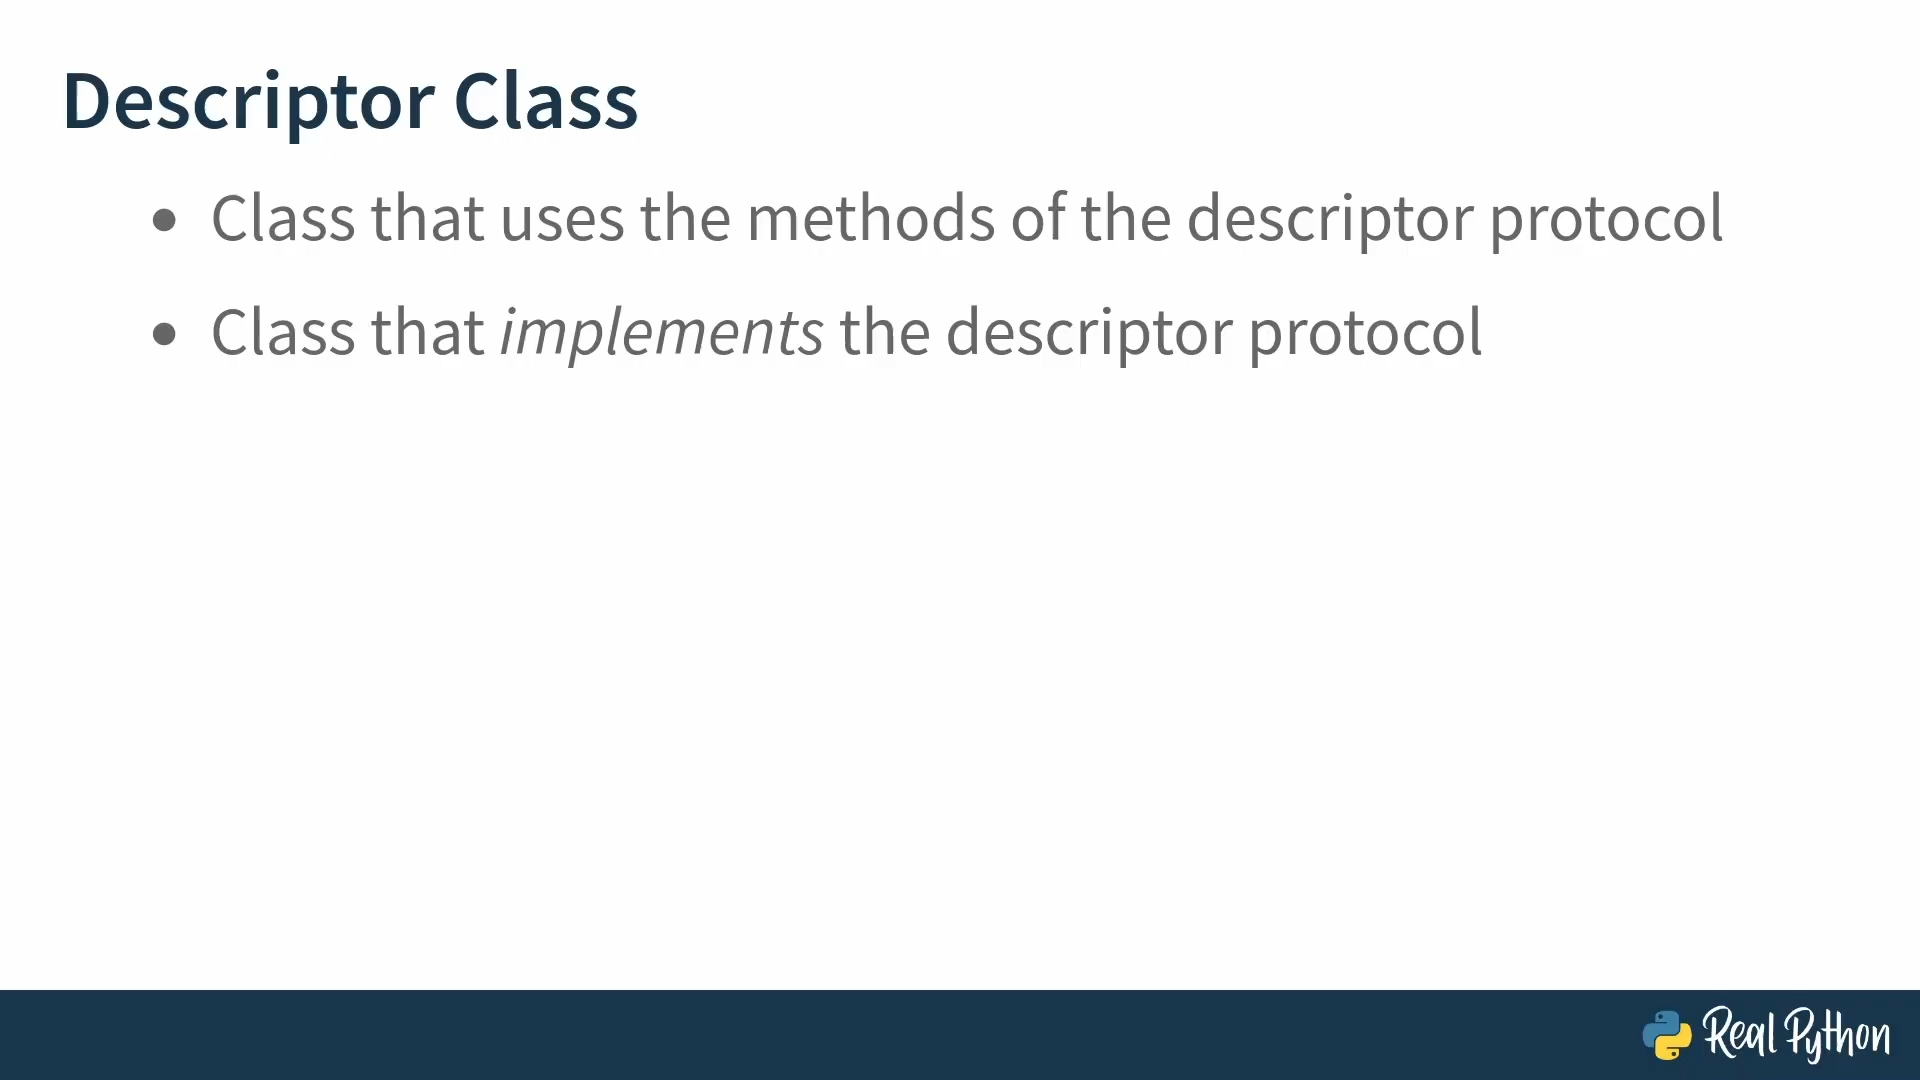 Descriptor Class
• Class that uses the methods of the descriptor protocol
• Class that implements the descriptor protocol
Real Python